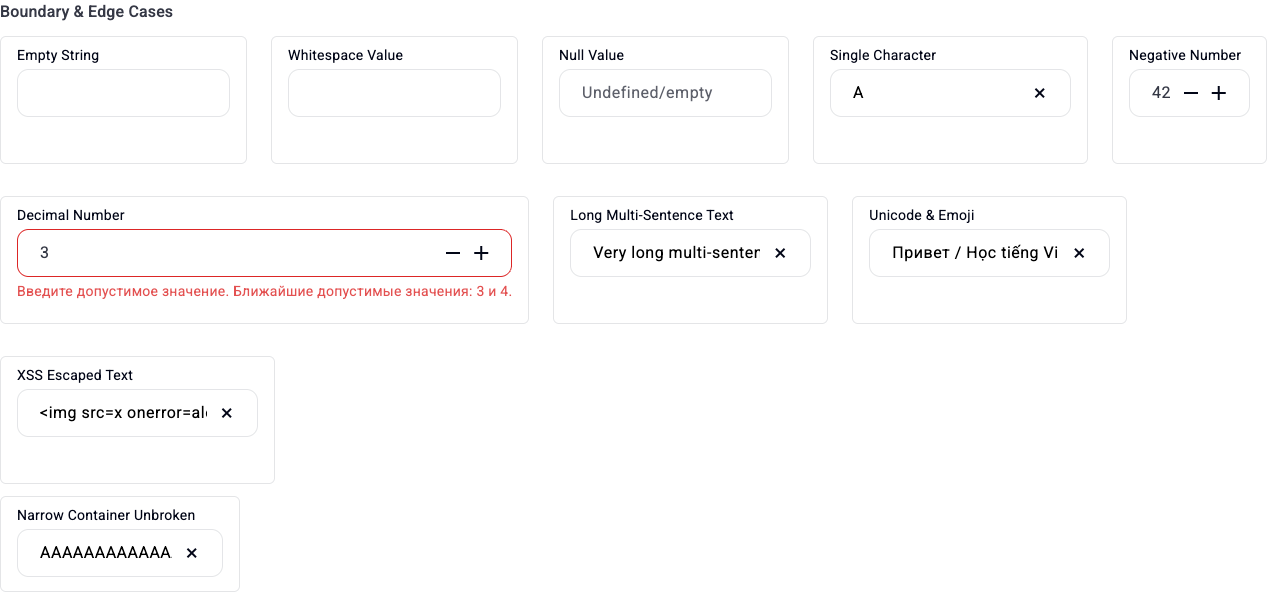 Boundary & Edge Cases
Empty String
Whitespace Value
Null Value
Undefined/empty
Single Character
A
Negative Number
42
Decimal Number
3
Введите допустимое значение. Ближайшие допустимые значения: 3 и 4.
Long Multi-Sentence Text
Very long multi-senten
Unicode & Emoji
Привет / Học tiếng Vi
XSS Escaped Text
<img src=x onerror=al
Narrow Container Unbroken
AAAAAAAAAAAA